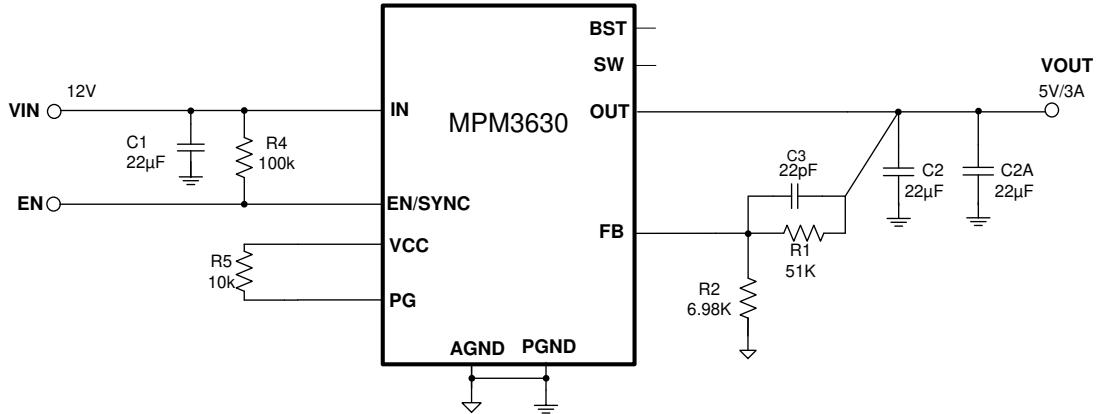 BST
SW
VIN
12V
IN
MPM3630
OUT
VOUT
5V/3A
C1
22µF
R4
100k
C3
22pF
C2
22µF
C2A
22µF
EN
EN/SYNC
FB
VCC
R5
10k
R1
51K
PG
R2
6.98K
AGND
PGND